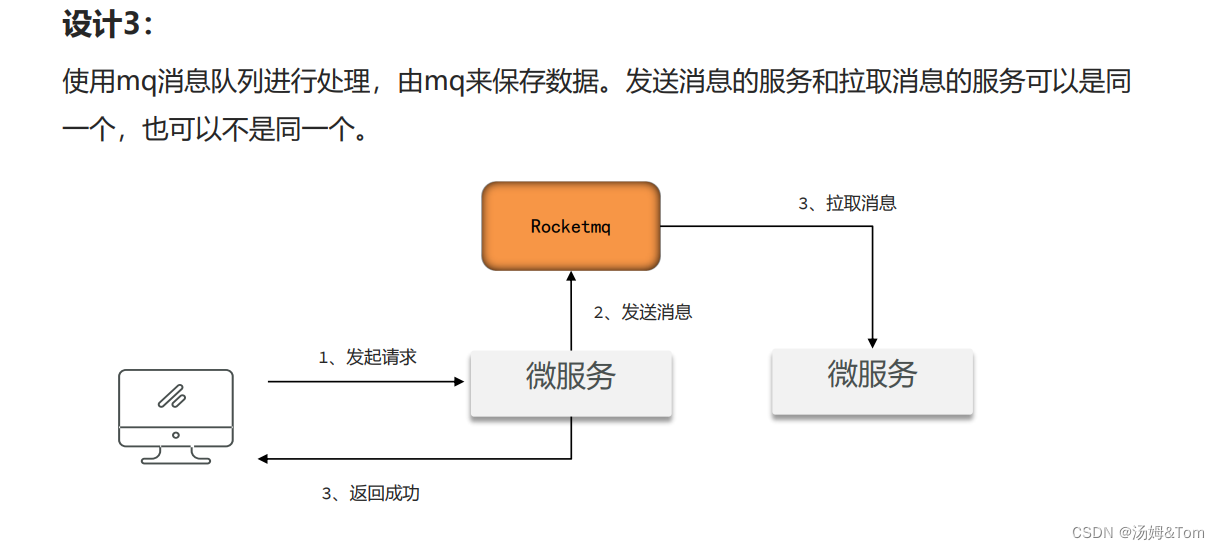 设计3：
使用mq消息队列进行处理，由mq来保存数据。发送消息的服务和拉取消息的服务可以是同
一个，也可以不是同一个。
3、拉取消息
Rocketmq
2、发送消息
1、发起请求
微服务
微服务
3、返回成功
CSDN @汤姆&Tom